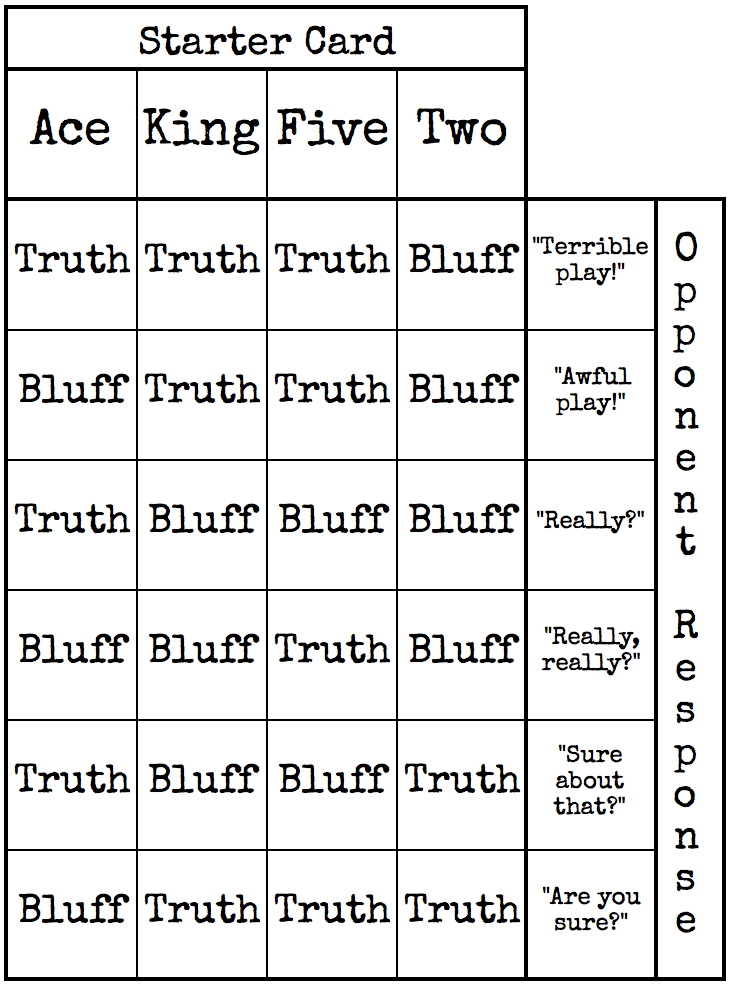 Starter Card
Ace King Five Two
Truth Truth Truth Bluff "Terrible
play!"
Bluff Truth Truth Bluff "Awful
play!"
Truth Bluff Bluff Bluff "Really?"
Bluff Bluff Truth Bluff "Really,
really?"
Truth Bluff Bluff Truth "Sure
about
that?"
Bluff Truth Truth Truth "Are you
sure?"
Opponent Response